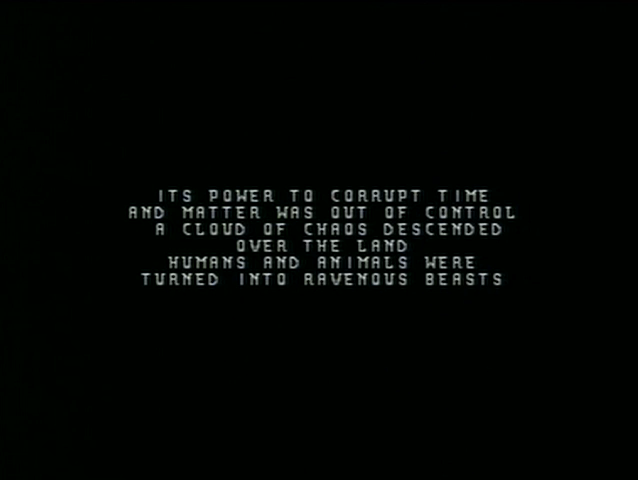 ITS POWER TO CORRUPT TIME
AND MATTER WAS OUT OF CONTROL
A CLOUD OF CHAOS DESCENDED
OVER THE LAND
HUMANS AND ANIMALS WERE
TURNED INTO RAVENOUS BEASTS